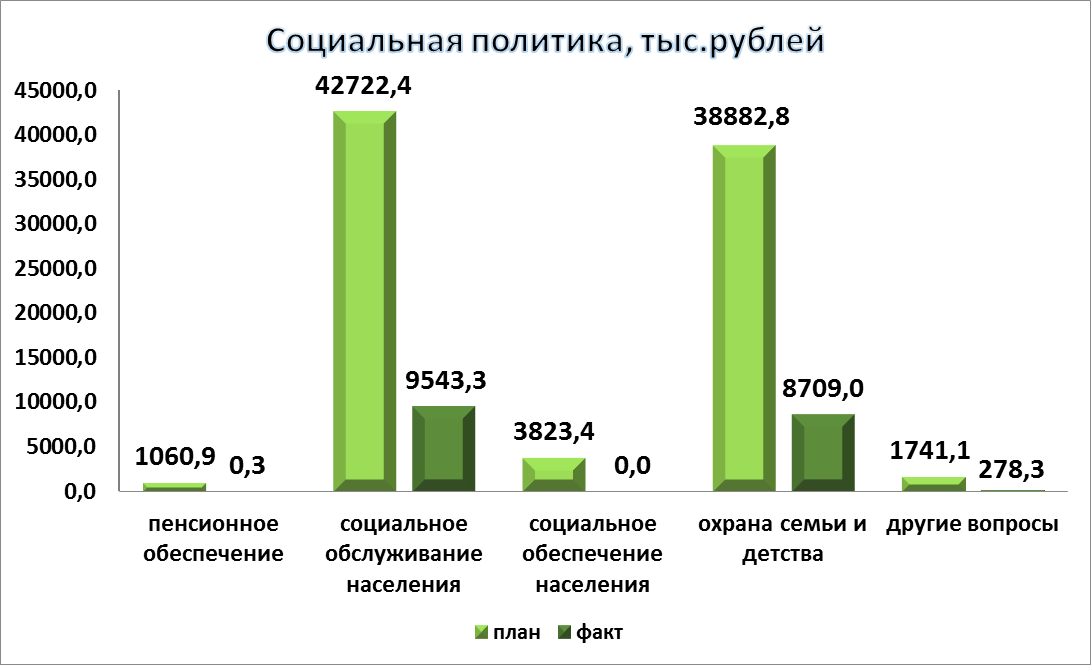 Социальная политика, тыс.рублей
45000,0
40000,0
35000,0
30000,0
25000,0
20000,0
15000,0
10000,0
5000,0
0,0
1060,9
0,3
42722,4
9543,3
3823,4
0,0
38882,8
8709,0
1741,1
278,3
пенсионное
обеспечение
социальное
обслуживание
населения
социальное
обеспечение
населения
охрана семьи и
детства
другие вопросы
план
факт